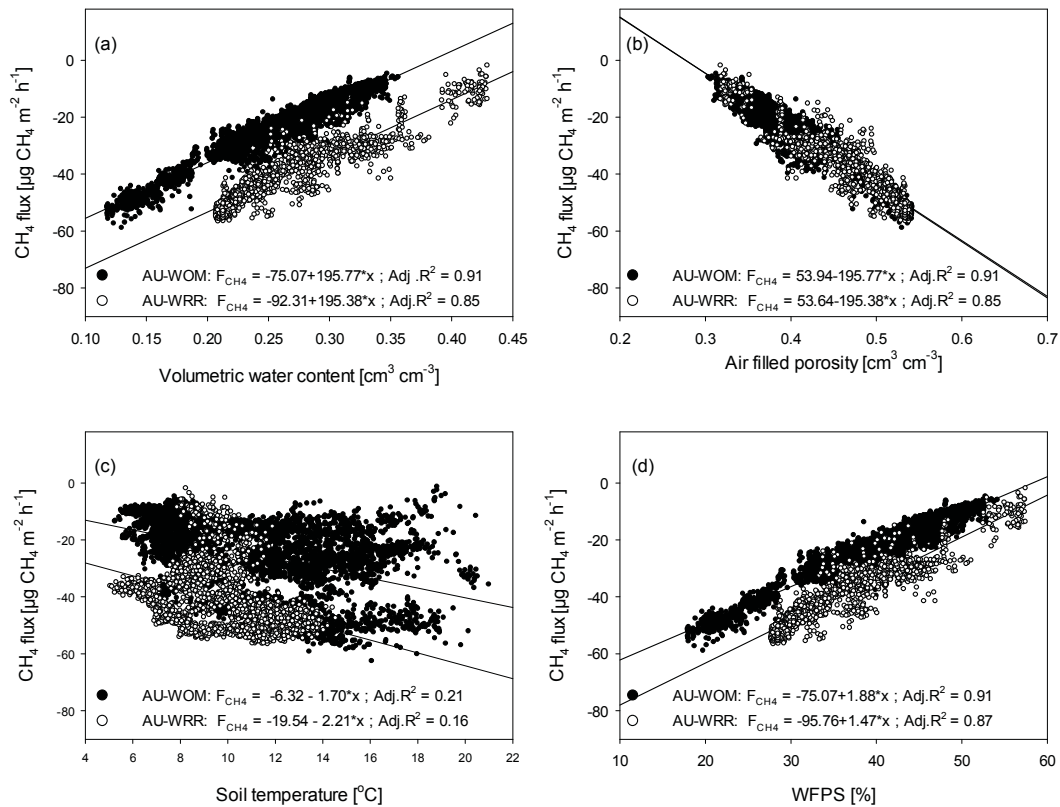 (a)
CH4 flux [µg CH4 m-2 h-1]
0
-20
-40
-60
-80
AU-WOM: FCH4 = -75.07+195.77*x ; Adj .R2 = 0.91
AU-WRR: FCH4 = -92.31+195.38*x ; Adj.R2 = 0.85
0.10 0.15 0.20 0.25 0.30 0.35 0.40 0.45
Volumetric water content [cm3 cm-3]
(b)
CH4 flux [µg CH4 m-2 h-1]
0
-20
-40
-60
-80
AU-WOM: FCH4 = 53.94-195.77*x ; Adj.R2 = 0.91
AU-WRR: FCH4 = 53.64-195.38*x ; Adj.R2 = 0.85
0.2 0.3 0.4 0.5 0.6 0.7
Air filled porosity [cm3 cm-3]
(c)
CH4 flux [µg CH4 m-2 h-1]
0
-20
-40
-60
-80
AU-WOM: FCH4 = -6.32 - 1.70*x ; Adj.R2 = 0.21
AU-WRR: FCH4 = -19.54 - 2.21*x ; Adj.R2 = 0.16
4 6 8 10 12 14 16 18 20 22
Soil temperature [oC]
(d)
CH4 flux [µg CH4 m-2 h-1]
0
-20
-40
-60
-80
AU-WOM: FCH4 = -75.07+1.88*x ; Adj.R2 = 0.91
AU-WRR: FCH4 = -95.76+1.47*x ; Adj.R2 = 0.87
10 20 30 40 50 60
WFPS [%]